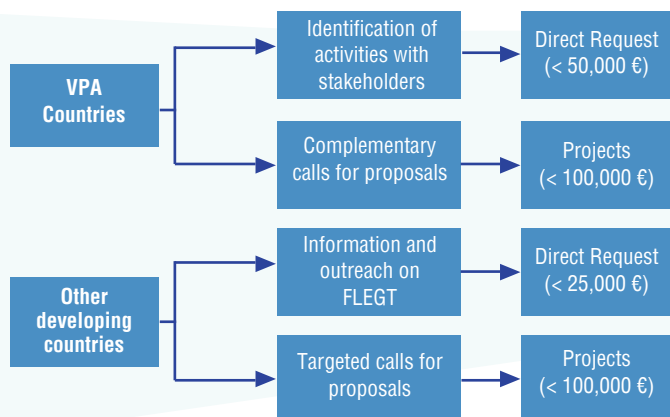 VPA
Countries
Identification of
activities with
stakeholders
Direct Request
(< 50,000 €)
Complementary
calls for proposals
Projects
(< 100,000 €)
Other
developing
countries
Information and
outreach on
FLEGT
Direct Request
(< 25,000 €)
Targeted calls for
proposals
Projects
(< 100,000 €)